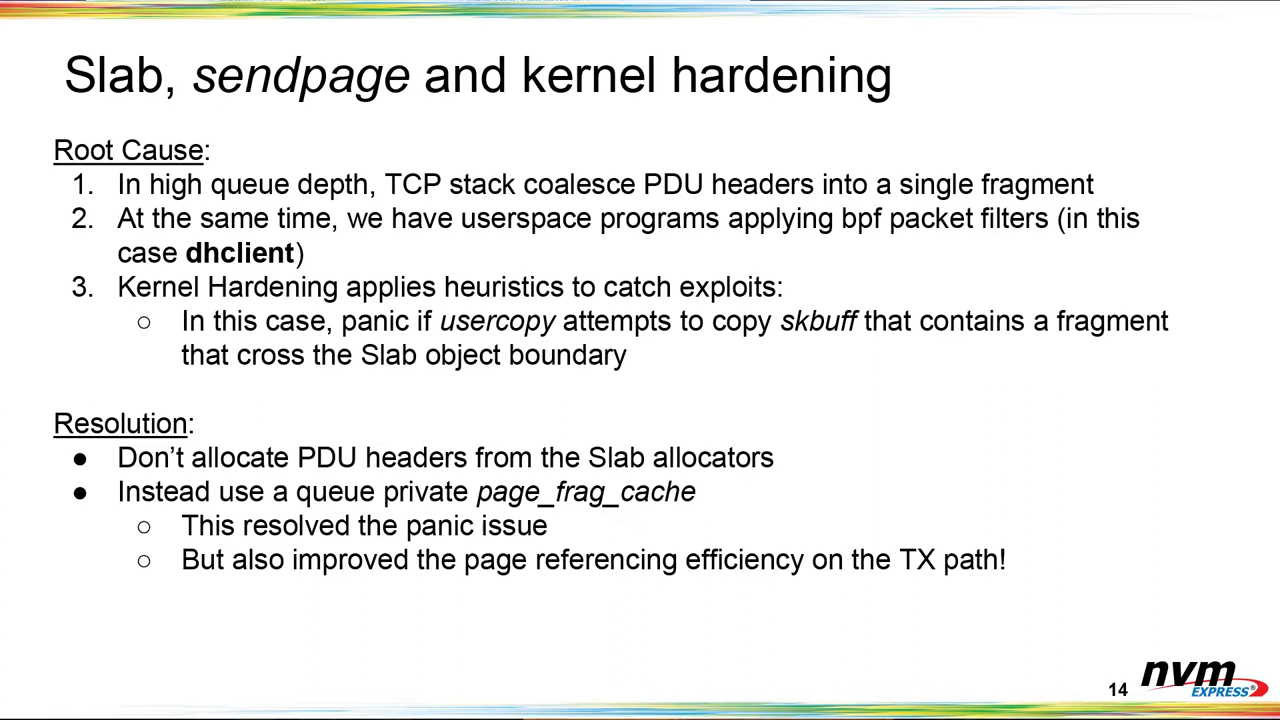 Slab, sendpage and kernel hardening
Root Cause:
1. In high queue depth, TCP stack coalesce PDU headers into a single fragment
2. At the same time, we have userspace programs applying bpf packet filters (in this
case dhclient)
3. Kernel Hardening applies heuristics to catch exploits:
○ In this case, panic if usercopy attempts to copy skbuff that contains a fragment
that cross the Slab object boundary
Resolution:
● Don’t allocate PDU headers from the Slab allocators
● Instead use a queue private page_frag_cache
○ This resolved the panic issue
○ But also improved the page referencing efficiency on the TX path!
14
nvm
EXPRESS®